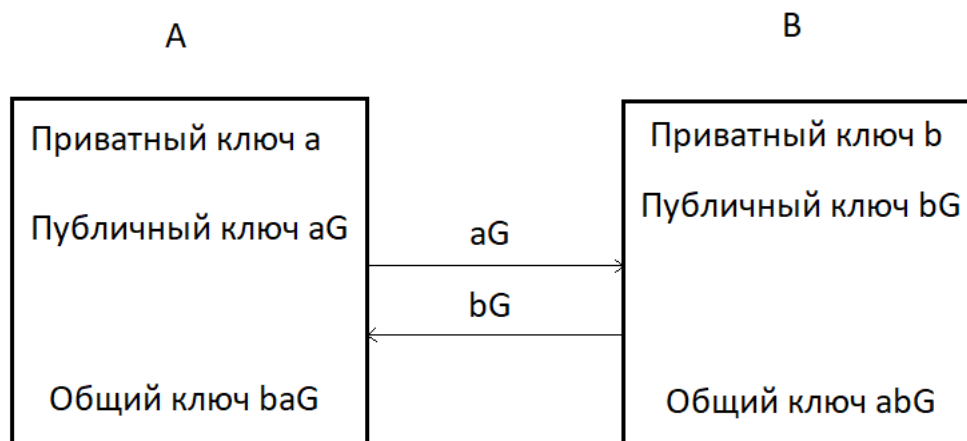 A
B
Приватный ключ a
Публичный ключ aG
Общий ключ baG
aG
bG
Приватный ключ b
Публичный ключ bG
Общий ключ abG